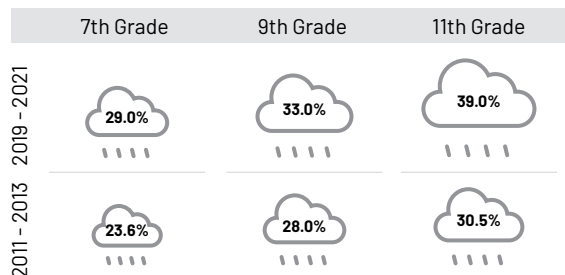 7th Grade 9th Grade 11th Grade
2019 - 2021
29.0% 33.0% 39.0%
2011 - 2013
23.6% 28.0% 30.5%